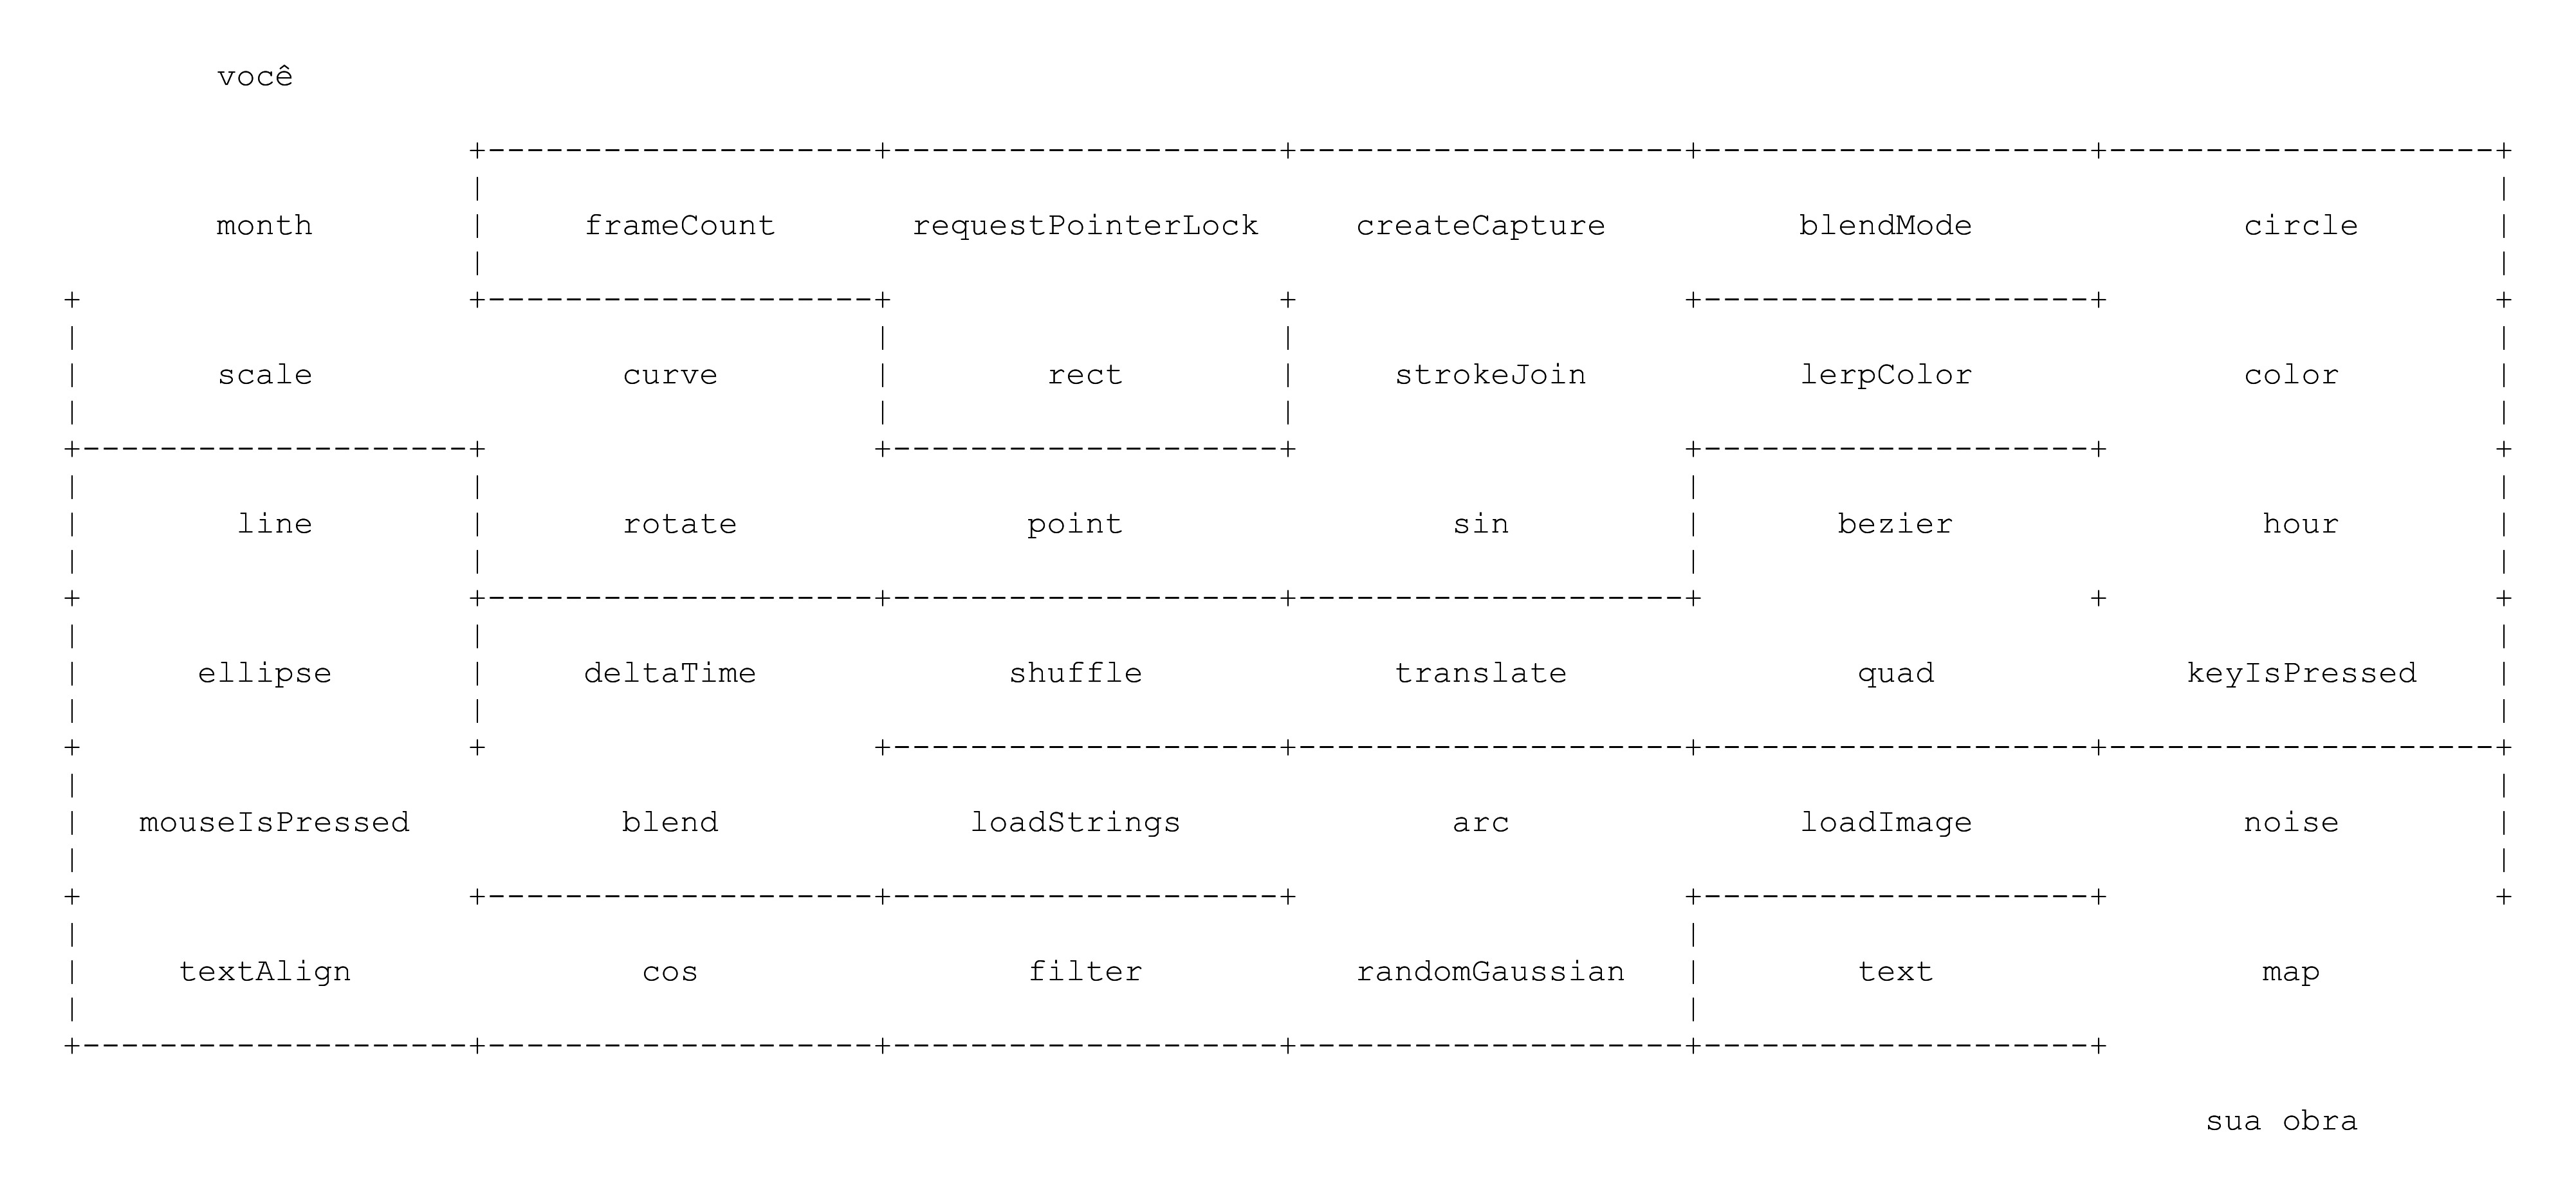 você
month frameCount requestPointerLock createCapture blendMode circle
scale curve rect strokeJoin lerpColor color
line rotate point sin bezier hour
ellipse deltaTime shuffle translate quad keyIsPressed
mouseIsPressed blend loadStrings arc loadImage noise
textAlign cos filter randomGaussian text map
sua obra